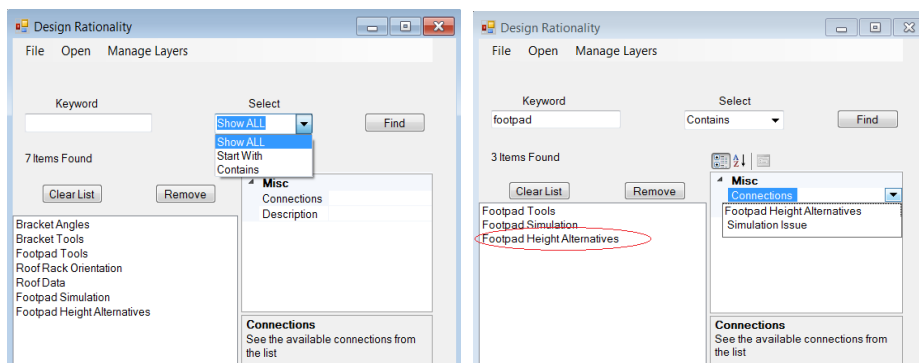 Design Rationality
File Open Manage Layers
Keyword Select
Show ALL Find
Show ALL
Start With
Contains
7 Items Found
Clear List Remove
Misc
Connections
Description
Bracket Angles
Bracket Tools
Footpad Tools
Roof Rack Orientation
Roof Data
Footpad Simulation
Footpad Height Alternatives
Connections
See the available connections from
the list
Design Rationality
File Open Manage Layers
Keyword Select
footpad Contains Find
3 Items Found
Clear List Remove
Misc
Connections
Footpad Height Alternatives
Simulation Issue
Footpad Tools
Footpad Simulation
Footpad Height Alternatives
Connections
See the available connections from
the list